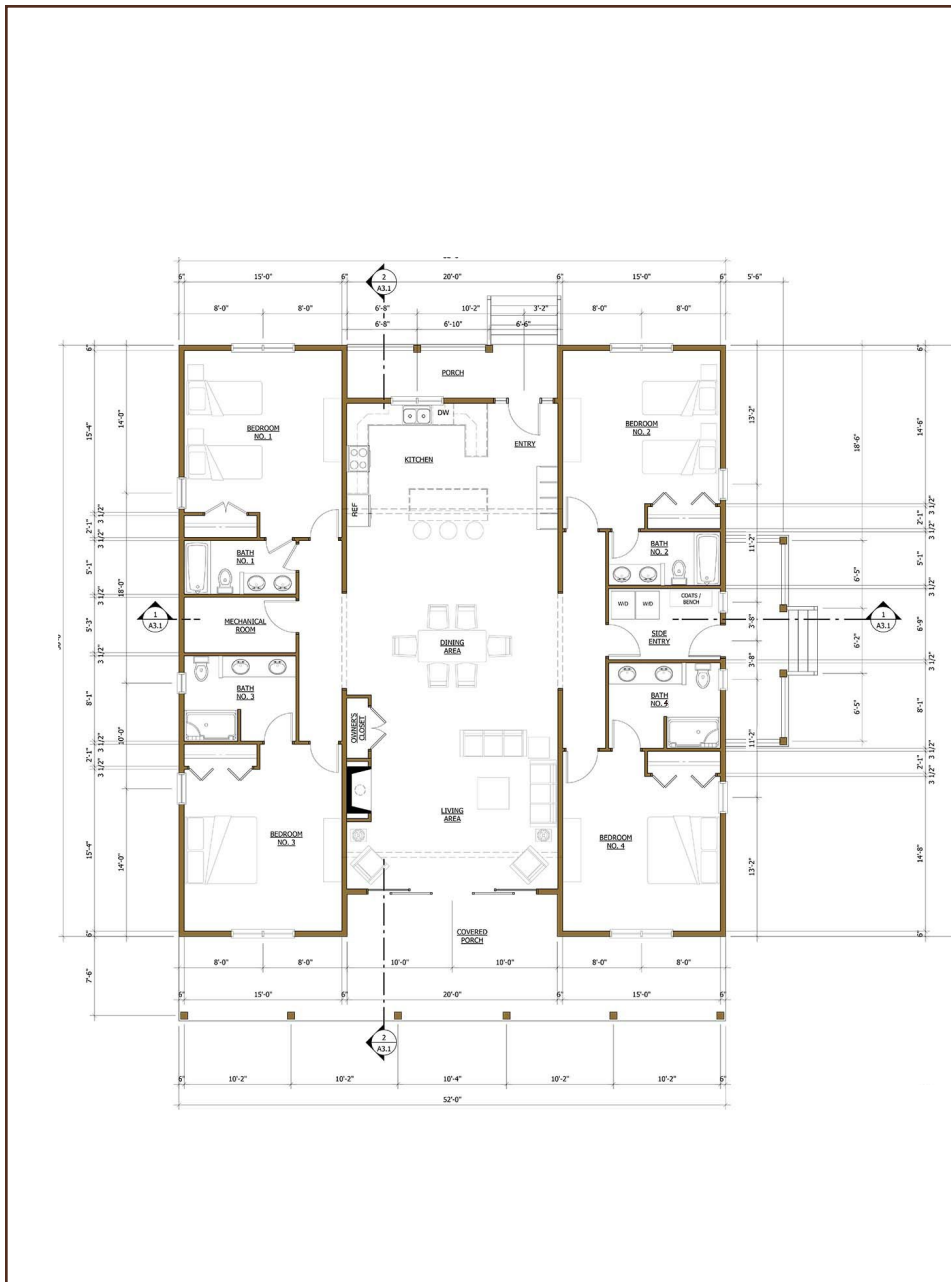 6" 15'-0" 6" 20'-0" 6" 15'-0" 6" 5'-6"
2
A3.1
8'-0" 8'-0" 6'-8" 10'-2" 3'-2" 8'-0" 8'-0"
6'-8" 6'-10" 6'-6"
PORCH
DW
BEDROOM
NO. 1
KITCHEN
ENTRY
BEDROOM
NO. 2
REF
BATH
NO. 1
BATH
NO. 2
MECHANICAL
ROOM
W/D W/D
COATS /
BENCH
SIDE
ENTRY
DINING
AREA
1
A3.1
1
A3.1
BATH
NO. 3
BATH
NO. 4
OWNER'S
CLOSET
LIVING
AREA
BEDROOM
NO. 3
BEDROOM
NO. 4
COVERED
PORCH
6"
15'-4"
3 1/2"
2'-1"
3 1/2"
5'-1"
3 1/2"
5'-3"
3 1/2"
8'-1"
3 1/2"
2'-1"
3 1/2"
15'-4"
6"
7'-6"
14'-0"
18'-0"
10'-0"
14'-0"
13'-2"
11'-2"
3'-8"
3'-8"
11'-2"
13'-2"
18'-6"
6'-5"
6'-2"
6'-5"
6"
14'-6"
3 1/2"
2'-1"
3 1/2"
5'-1"
3 1/2"
6'-9"
3 1/2"
8'-1"
3 1/2"
2'-1"
3 1/2"
14'-8"
6"
8'-0" 8'-0" 10'-0" 10'-0" 8'-0" 8'-0"
6" 15'-0" 6" 20'-0" 6" 15'-0" 6"
2
A3.1
6" 10'-2" 10'-2" 10'-4" 10'-2" 10'-2" 6"
52'-0"